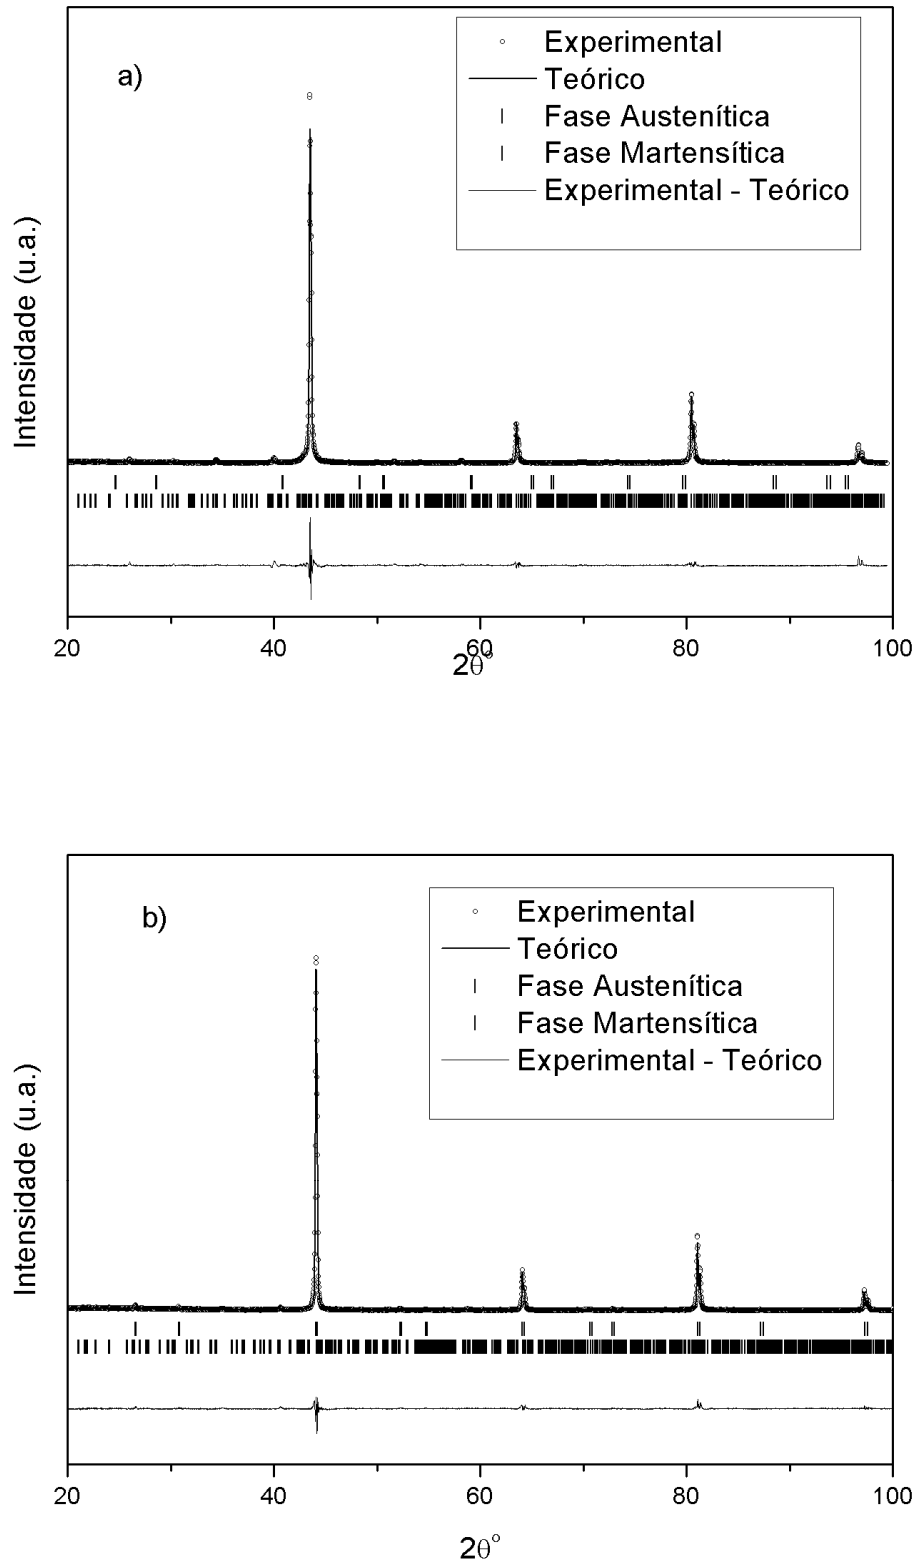 a)
Experimental
Teórico
Fase Austenítica
Fase Martensítica
Experimental - Teórico
Intensidade (u.a.)
20 40 60 80 100
2θ°
b)
Experimental
Teórico
Fase Austenítica
Fase Martensítica
Experimental - Teórico
Intensidade (u.a.)
20 40 60 80 100
2θ°